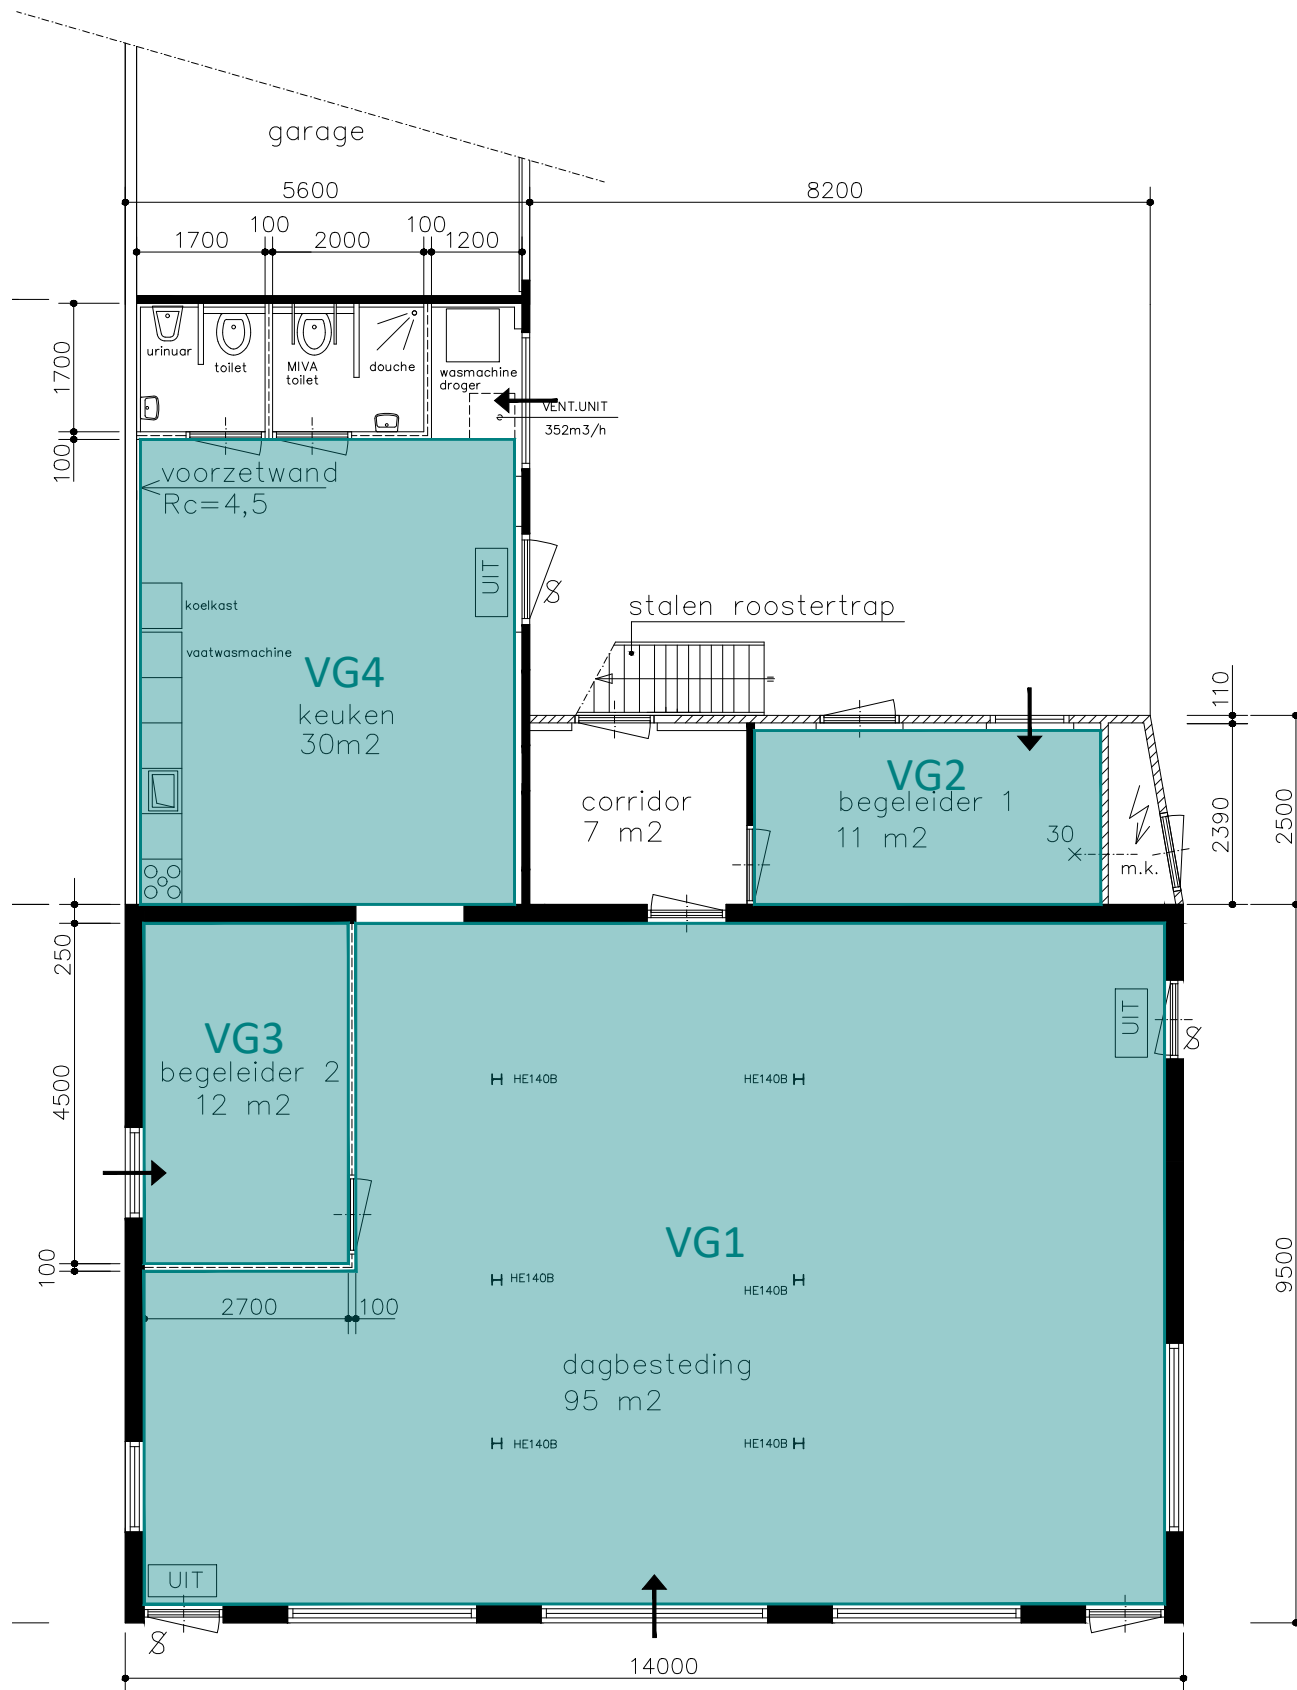 garage
5600
8200
100
100
1700
2000
1200
urinuar
toilet
MIVA
toilet
douche
wasmachine
droger
VENT.UNIT
352m3/h
1700
100
voorzetwand
Rc=4,5
UIT
koelkast
vaatwasmachine
VG4
keuken
30m2
stalen roostertrap
110
VG2
begeleider 1
11 m2
corridor
7 m2
30
m.k.
2390
2500
250
VG3
begeleider 2
12 m2
4500
HE140B
HE140B
UIT
100
VG1
HE140B
HE140B
2700
100
9500
dagbesteding
95 m2
HE140B
HE140B
UIT
14000